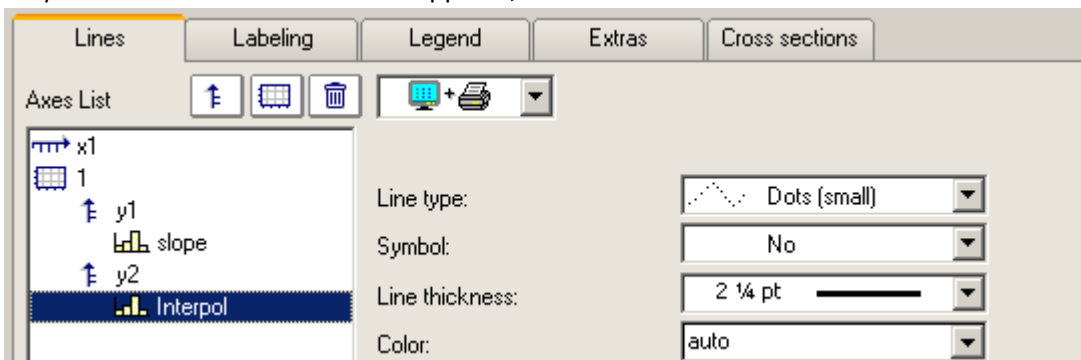 Lines Labeling Legend Extras Cross sections
Axes List +
x1
1
y1
slope
y2
Interpol
Line type: Dots (small)
Symbol: No
Line thickness: 2 ¼ pt
Color: auto